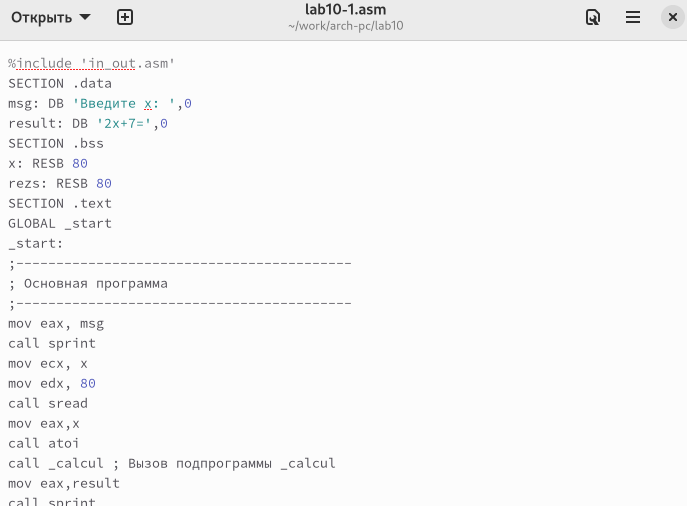 Открыть
lab10-1.asm
~/work/arch-pc/lab10
%include 'in_out.asm'
SECTION .data
msg: DB 'Введите x: ',0
result: DB '2x+7=',0
SECTION .bss
x: RESB 80
rezs: RESB 80
SECTION .text
GLOBAL _start
_start:
;------------------------------------------
; Основная программа
;------------------------------------------
mov eax, msg
call sprint
mov ecx, x
mov edx, 80
call sread
mov eax,x
call atoi
call _calcul ; Вызов подпрограммы _calcul
mov eax,result
call sprint